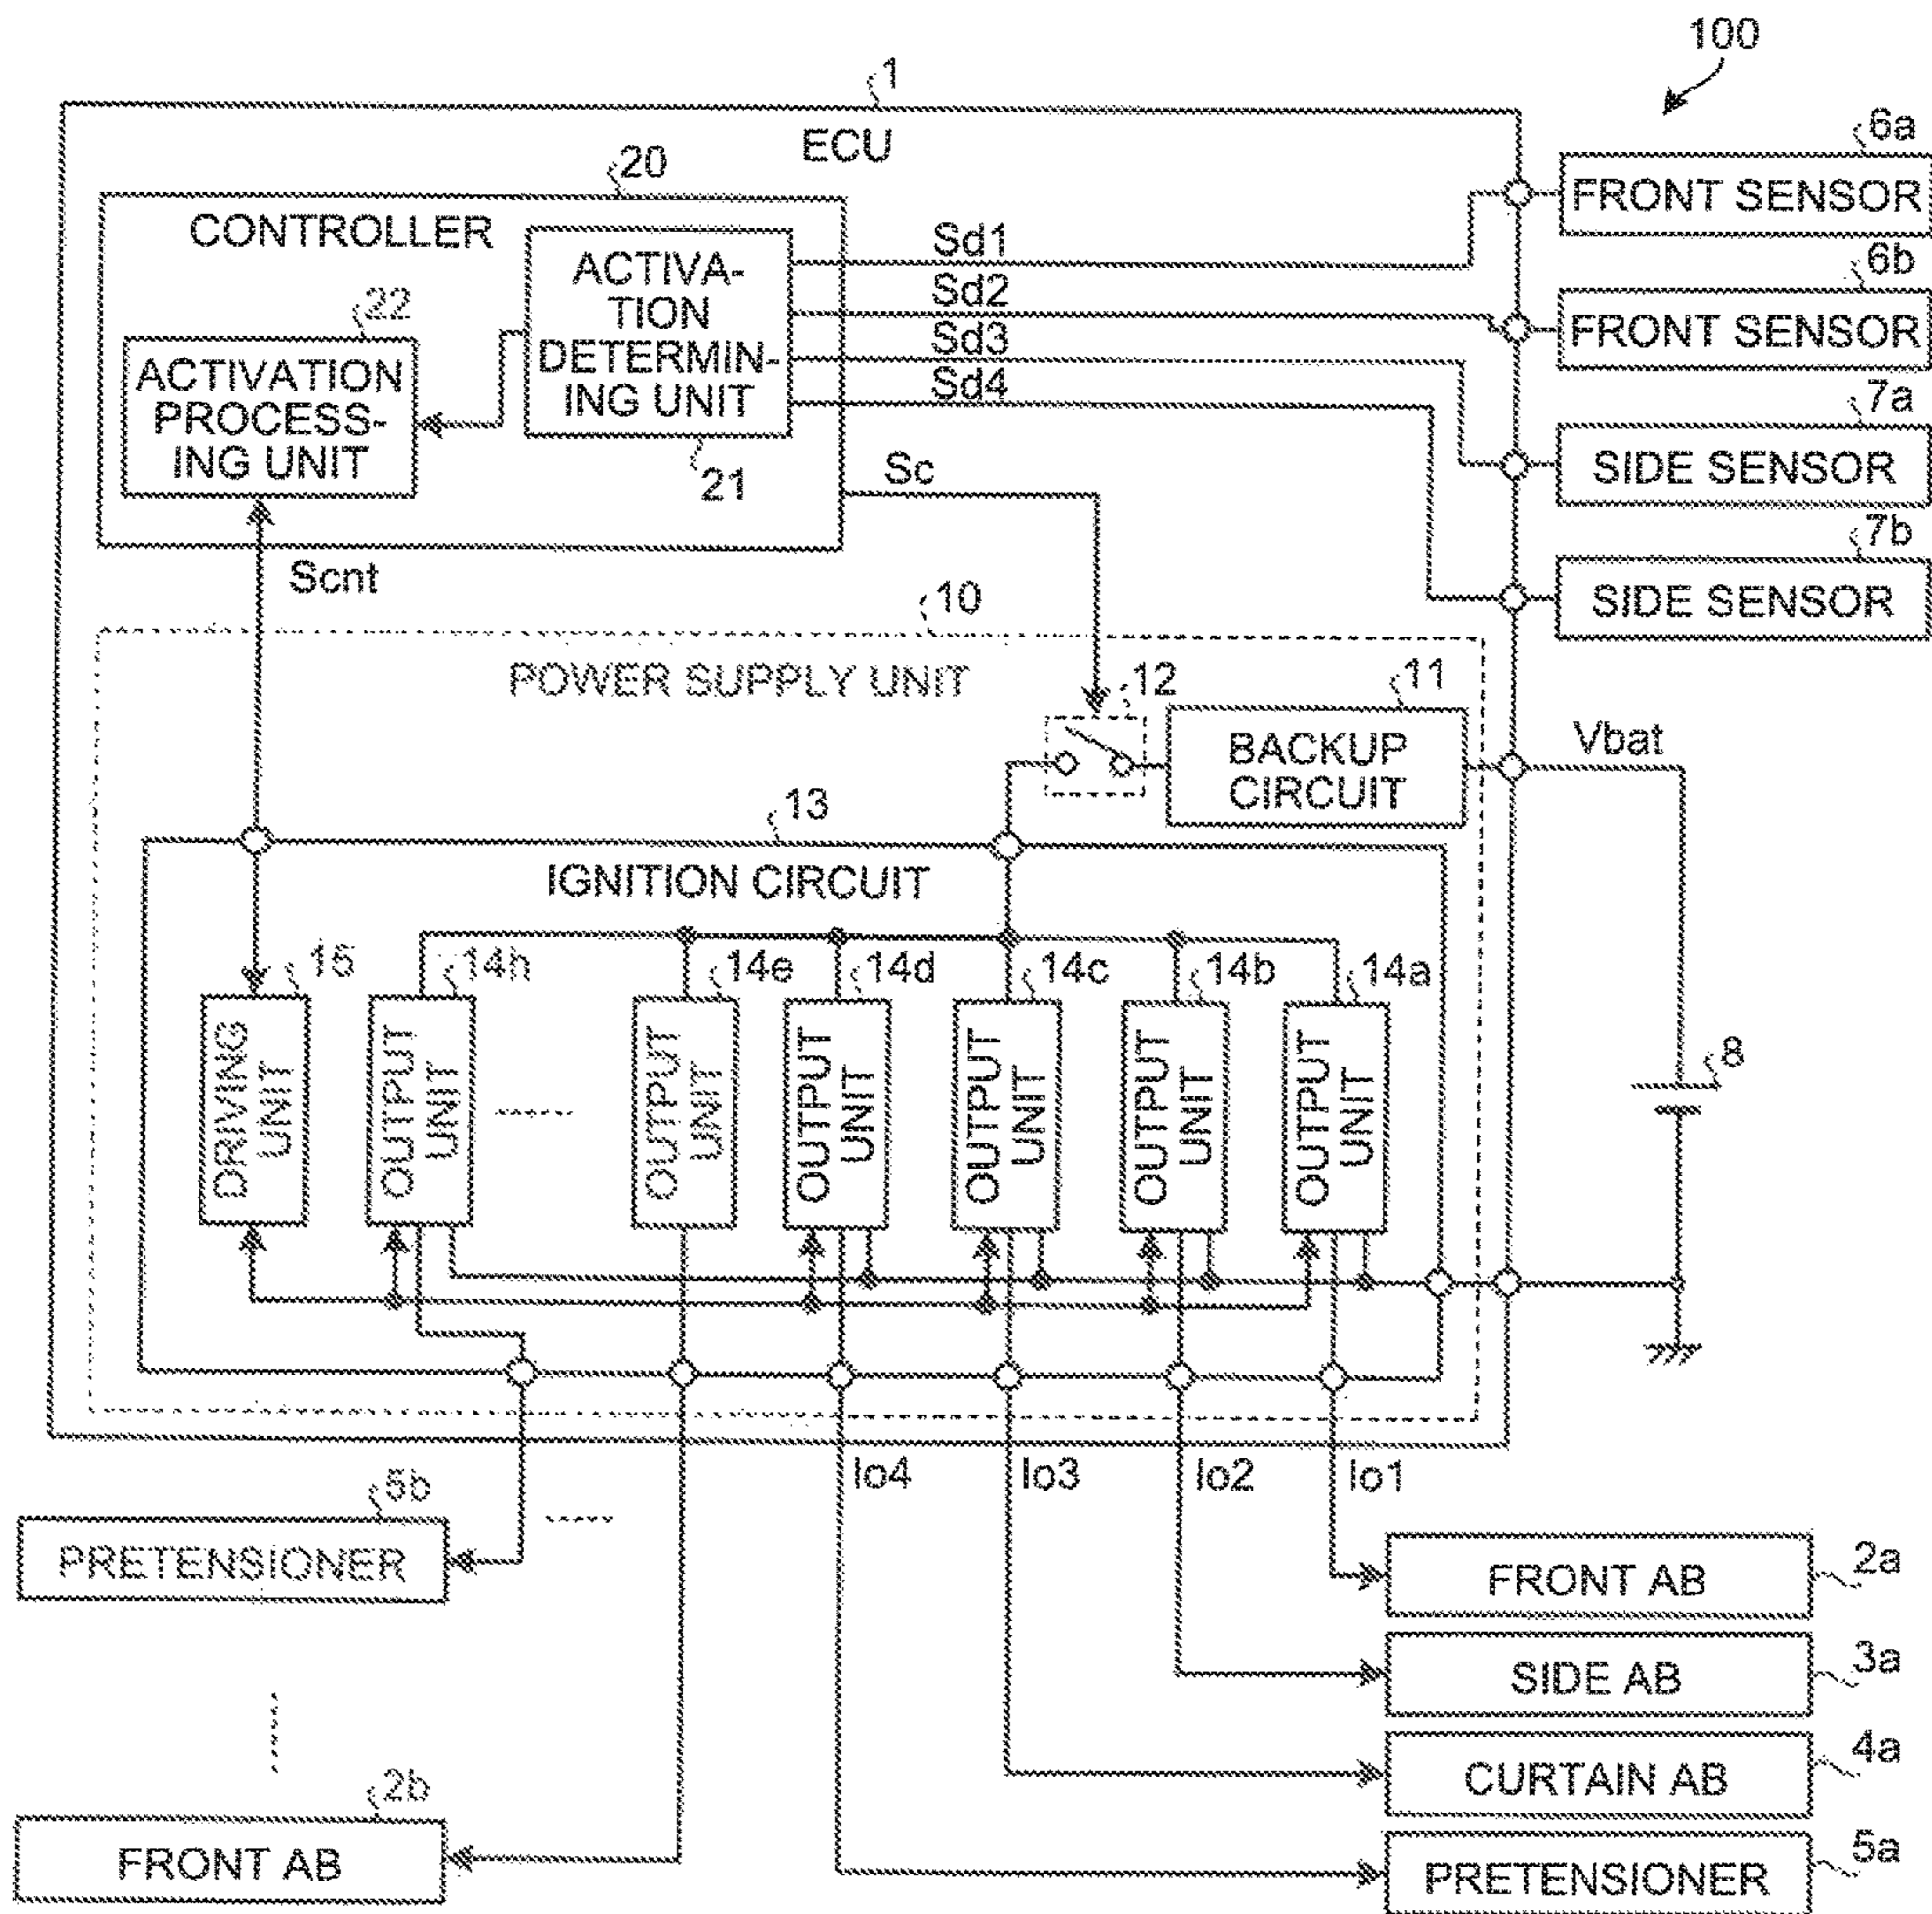 100
1
ECU
6a
FRONT SENSOR
20
CONTROLLER
ACTIVA-
TION
DETERMIN-
ING UNIT
21
Sd1
Sd2
Sd3
Sd4
6b
FRONT SENSOR
22
ACTIVATION
PROCESS-
ING UNIT
7a
SIDE SENSOR
Sc
Scnt
7b
SIDE SENSOR
10
POWER SUPPLY UNIT
12
11
BACKUP
CIRCUIT
Vbat
13
IGNITION CIRCUIT
15
14h
14e
14d
14c
14b
14a
DRIVING
UNIT
OUTPUT
UNIT
OUTPUT
UNIT
OUTPUT
UNIT
OUTPUT
UNIT
OUTPUT
UNIT
OUTPUT
UNIT
8
Io4
Io3
Io2
Io1
5b
PRETENSIONER
FRONT AB
2a
SIDE AB
3a
CURTAIN AB
4a
2b
FRONT AB
PRETENSIONER
5a